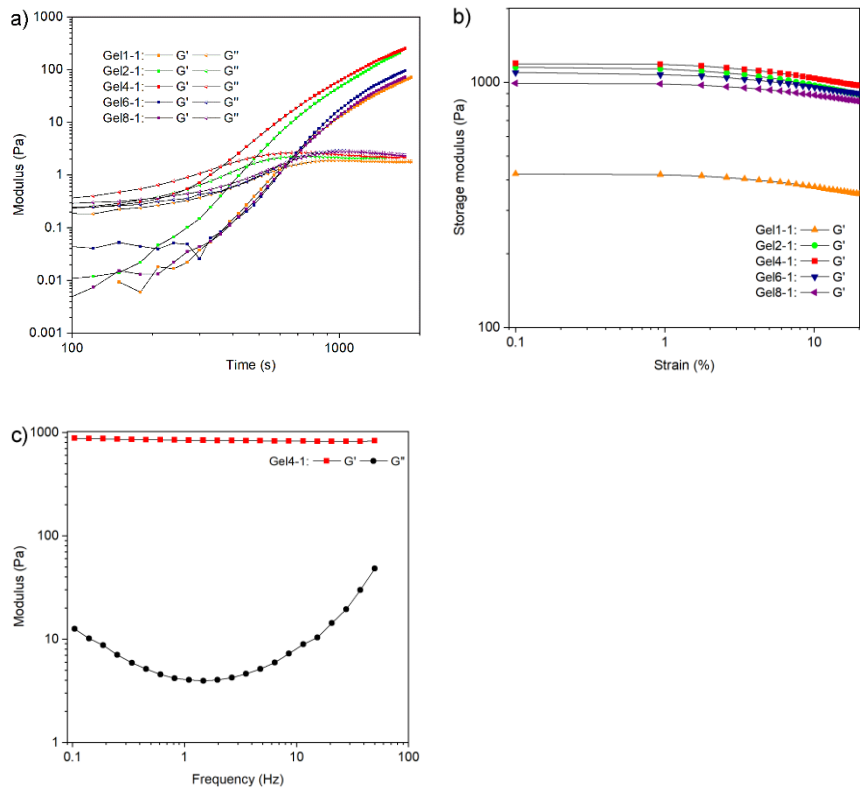 a)
Gel1-1: G' G''
Gel2-1: G' G''
Gel4-1: G' G''
Gel6-1: G' G''
Gel8-1: G' G''
1000
100
10
1
0.1
0.01
0.001
Modulus (Pa)
100 1000
Time (s)
b)
1000
100
Storage modulus (Pa)
Gel1-1: G'
Gel2-1: G'
Gel4-1: G'
Gel6-1: G'
Gel8-1: G'
0.1 1 10
Strain (%)
c)
Gel4-1: G' G''
1000
100
10
1
Modulus (Pa)
0.1 1 10 100
Frequency (Hz)